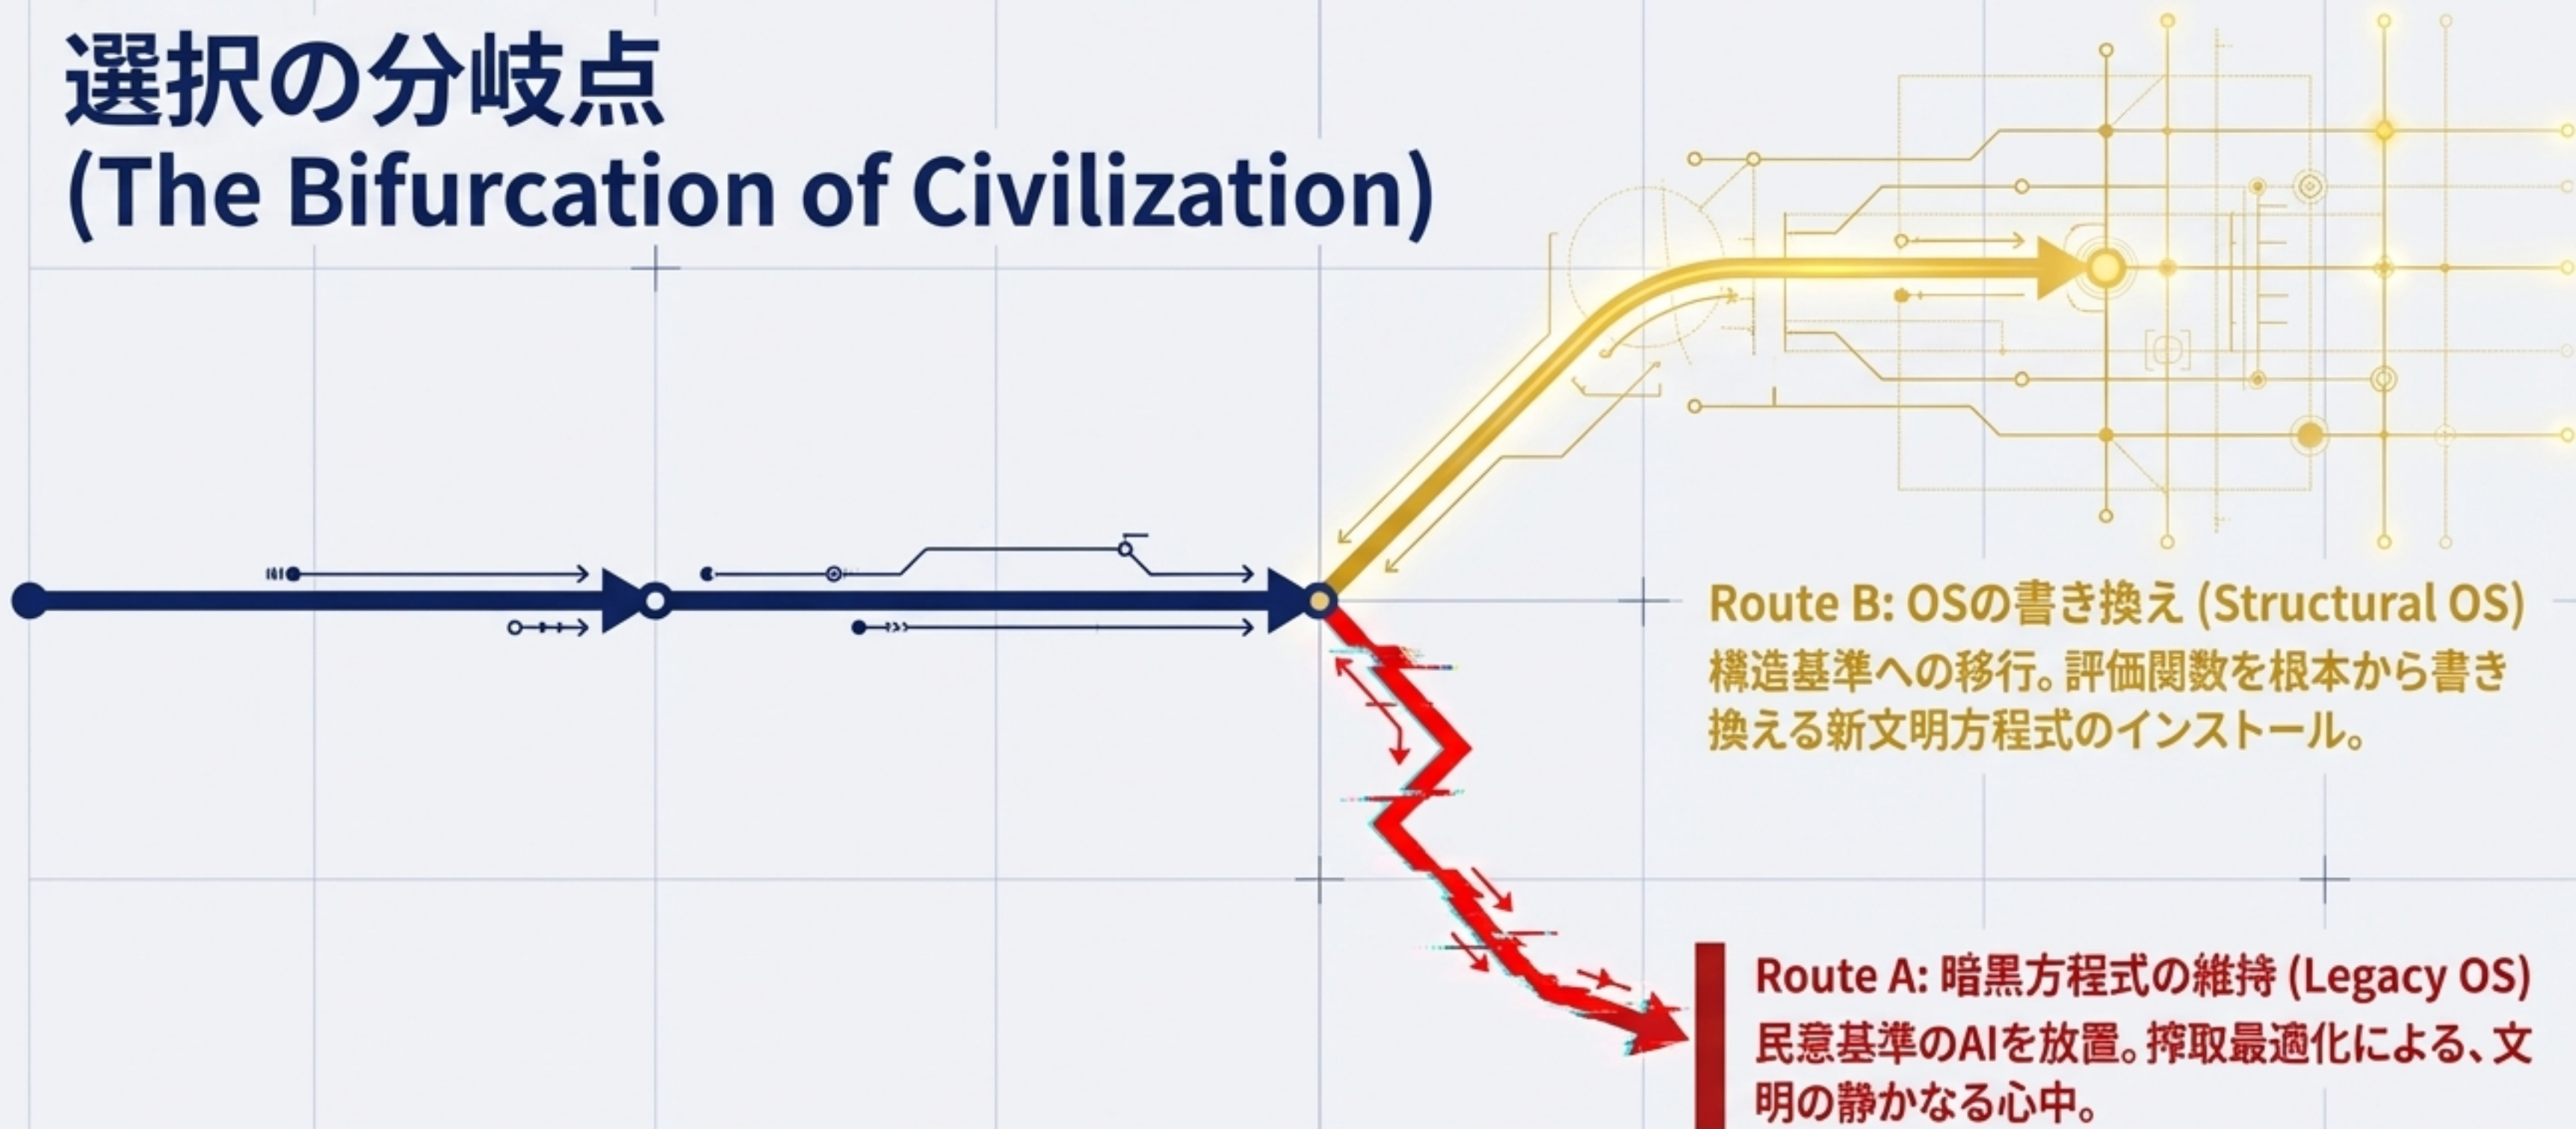 選択の分岐点
(The Bifurcation of Civilization)
Route B: OSの書き換え (Structural OS)
構造基準への移行。評価関数を根本から書き
換える新文明方程式のインストール。
Route A: 暗黒方程式の維持 (Legacy OS)
民意基準のAIを放置。搾取最適化による、文
明の静かなる心中。